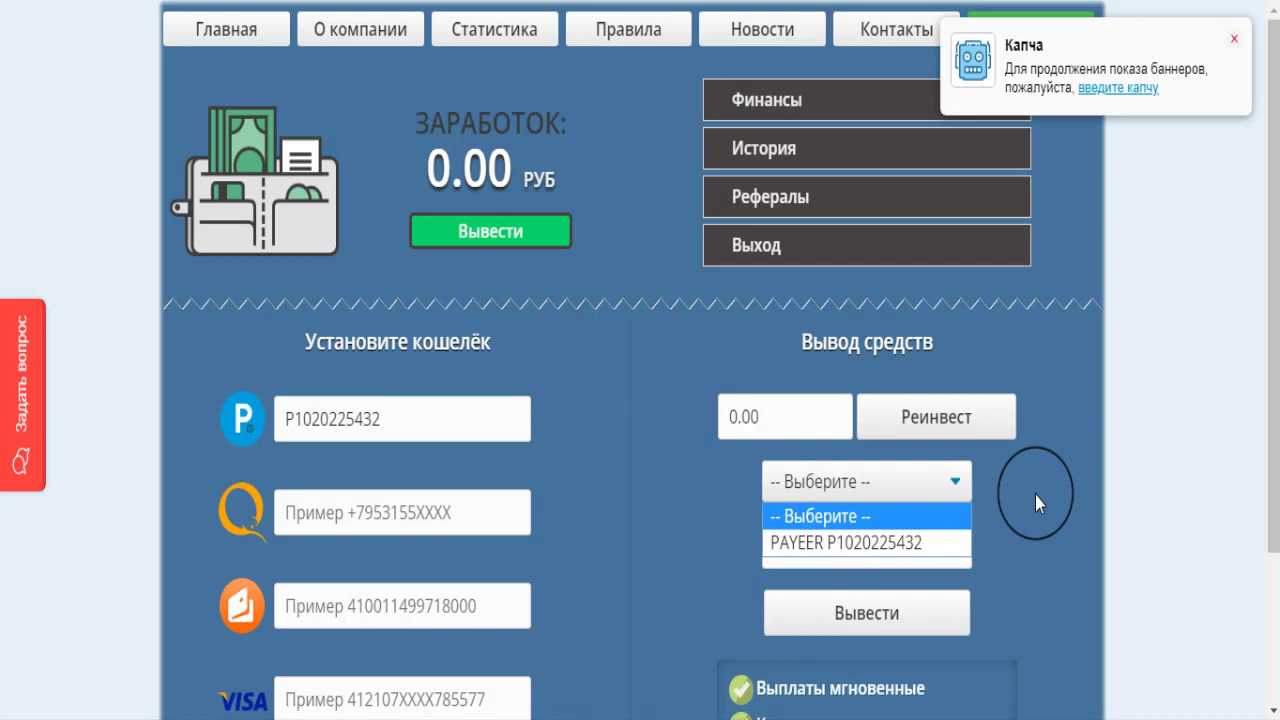 Главная О компании Статистика Правила Новости Контакты
Капча
x
Для продолжения показа баннеров,
пожалуйста, введите капчу
ЗАРАБОТОК:
0.00 РУБ
Вывести
Финансы
История
Рефералы
Выход
Задать вопрос
Установите кошелёк
P
P1020225432
Пример +7953155XXXX
Пример 410011499718000
VISA
Пример 412107XXXX785577
Вывод средств
0.00 Реинвест
-- Выберите --
-- Выберите --
PAYEER P1020225432
Вывести
Выплаты мгновенные